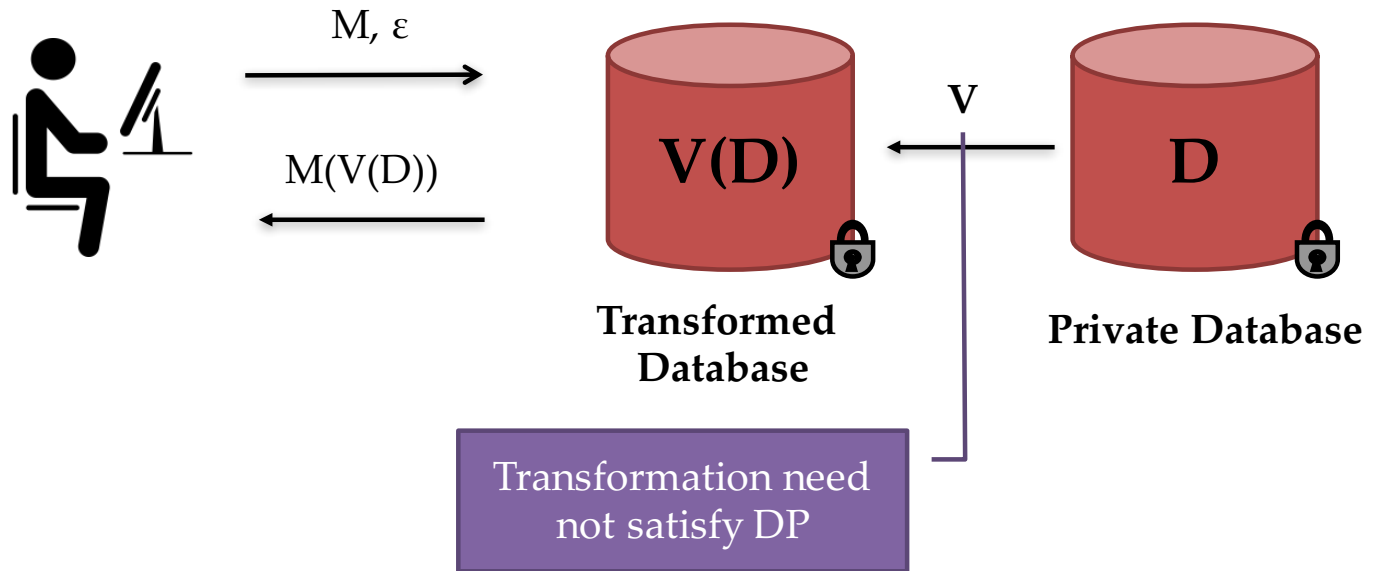 M, ε
M(V(D))
V(D)
V
D
Transformed
Database
Private Database
Transformation need
not satisfy DP